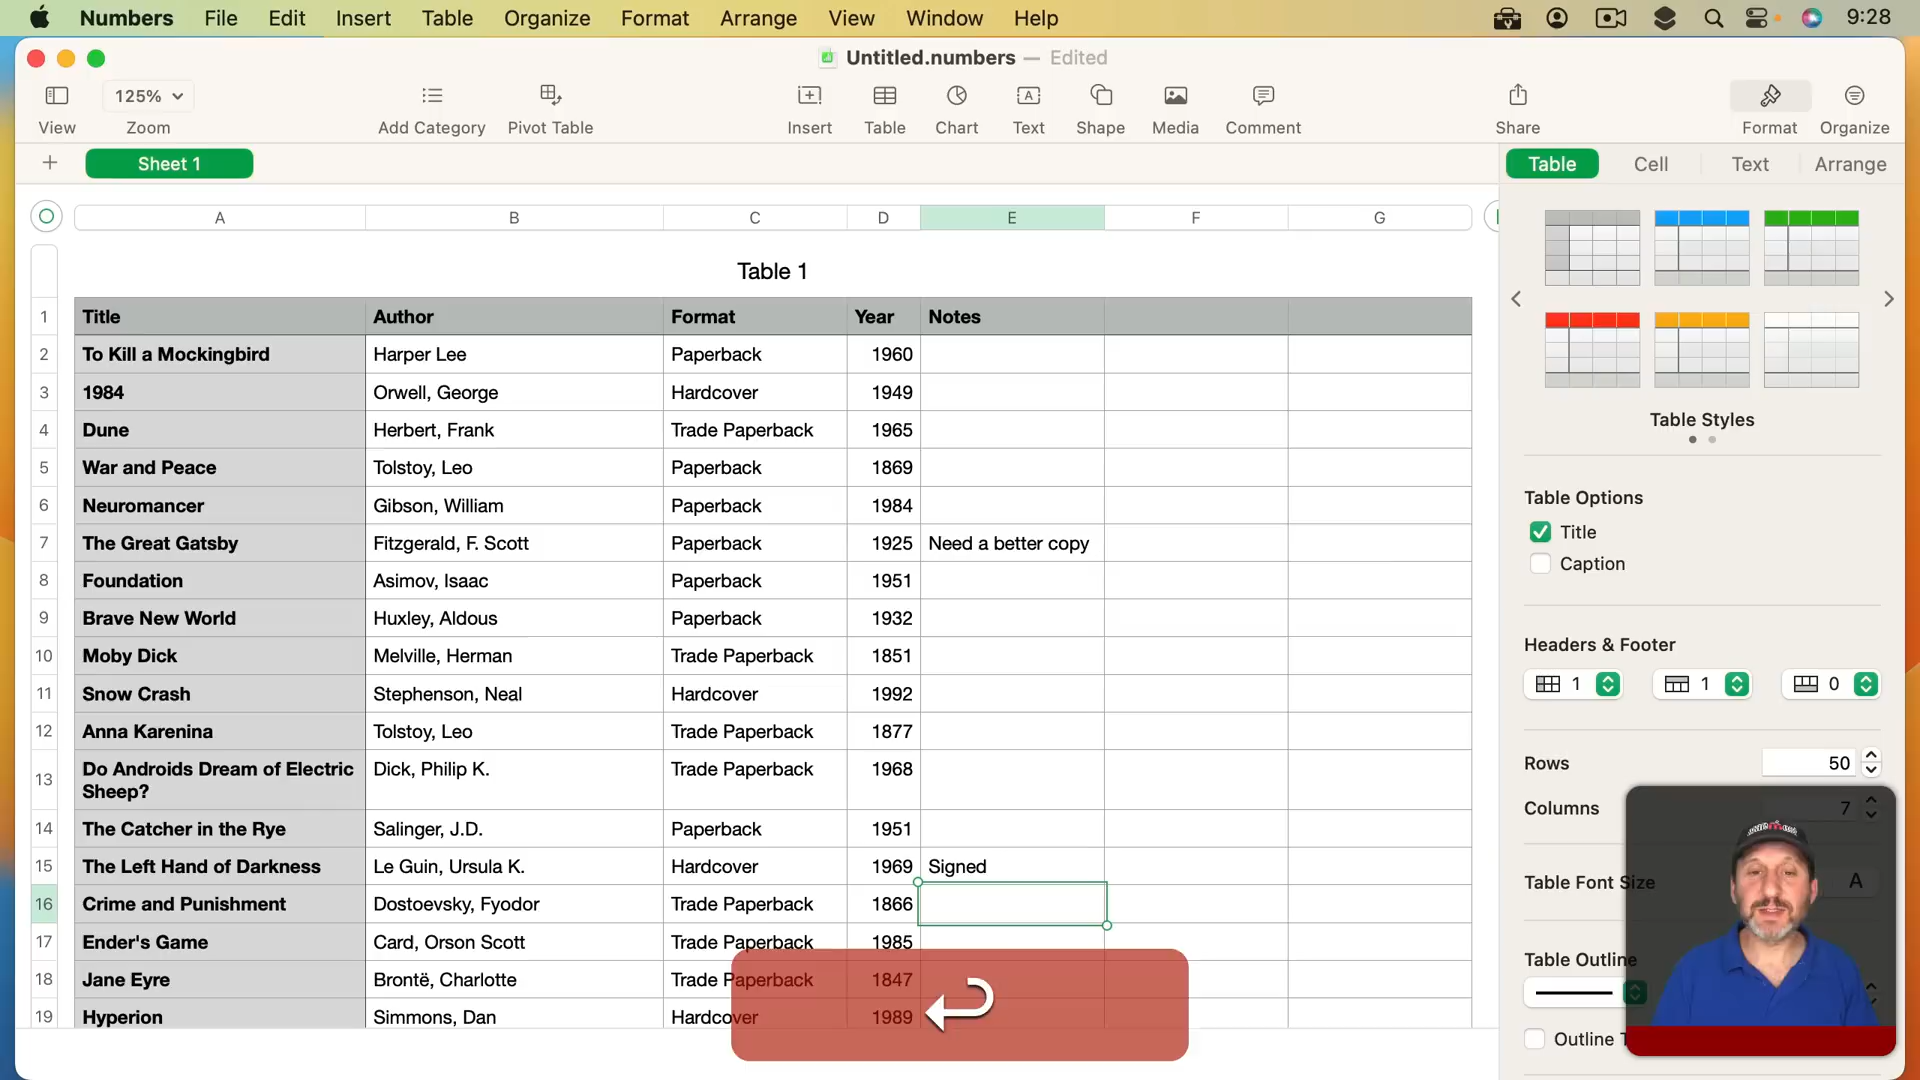 Numbers File Edit Insert Table Organize Format Arrange View Window Help 9:28
Untitled.numbers — Edited
125%
View Zoom Add Category Pivot Table Insert Table Chart Text Shape Media Comment Share Format Organize
Sheet 1
Table Cell Text Arrange
A B C D E F G
Table 1
1 Title Author Format Year Notes
2 To Kill a Mockingbird Harper Lee Paperback 1960
3 1984 Orwell, George Hardcover 1949
4 Dune Herbert, Frank Trade Paperback 1965
5 War and Peace Tolstoy, Leo Paperback 1869
6 Neuromancer Gibson, William Paperback 1984
7 The Great Gatsby Fitzgerald, F. Scott Paperback 1925 Need a better copy
8 Foundation Asimov, Isaac Paperback 1951
9 Brave New World Huxley, Aldous Paperback 1932
10 Moby Dick Melville, Herman Trade Paperback 1851
11 Snow Crash Stephenson, Neal Hardcover 1992
12 Anna Karenina Tolstoy, Leo Trade Paperback 1877
13 Do Androids Dream of Electric Dick, Philip K. Trade Paperback 1968
Sheep?
14 The Catcher in the Rye Salinger, J.D. Paperback 1951
15 The Left Hand of Darkness Le Guin, Ursula K. Hardcover 1969 Signed
16 Crime and Punishment Dostoevsky, Fyodor Trade Paperback 1866
17 Ender's Game Card, Orson Scott Trade Paperback 1985
18 Jane Eyre Brontë, Charlotte Trade Paperback 1847
19 Hyperion Simmons, Dan Hardcover 1989
Table Styles
Table Options
Title
Caption
Headers & Footer
1 1 0
Rows 50
Columns 7
Table Font Size A
Table Outline
Outline